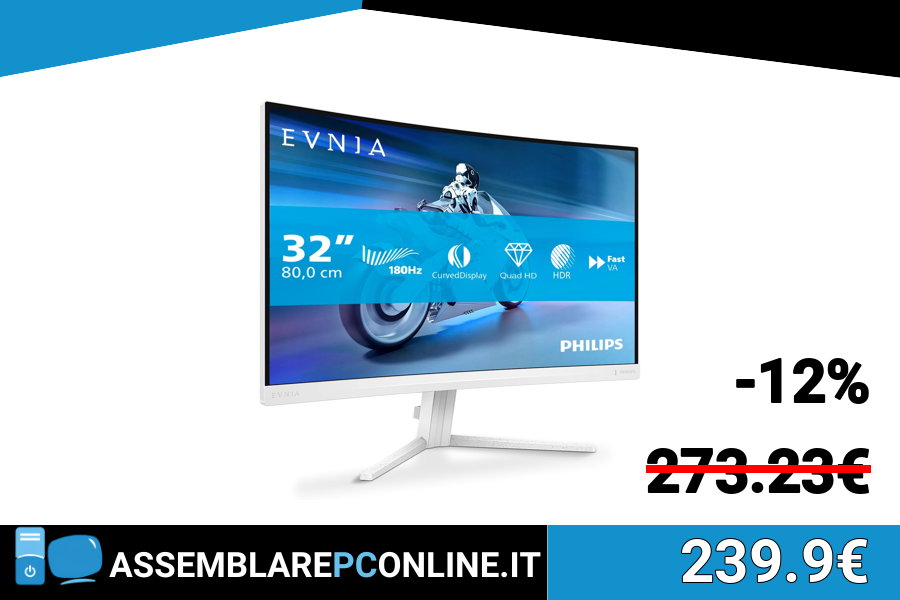 EVNIA
32”
80,0 cm
180Hz
CurvedDisplay
Quad HD
HDR
Fast
VA
PHILIPS
EVNIA
-12%
273.23€
ASSEMBLAREPCONLINE.IT
239.9€